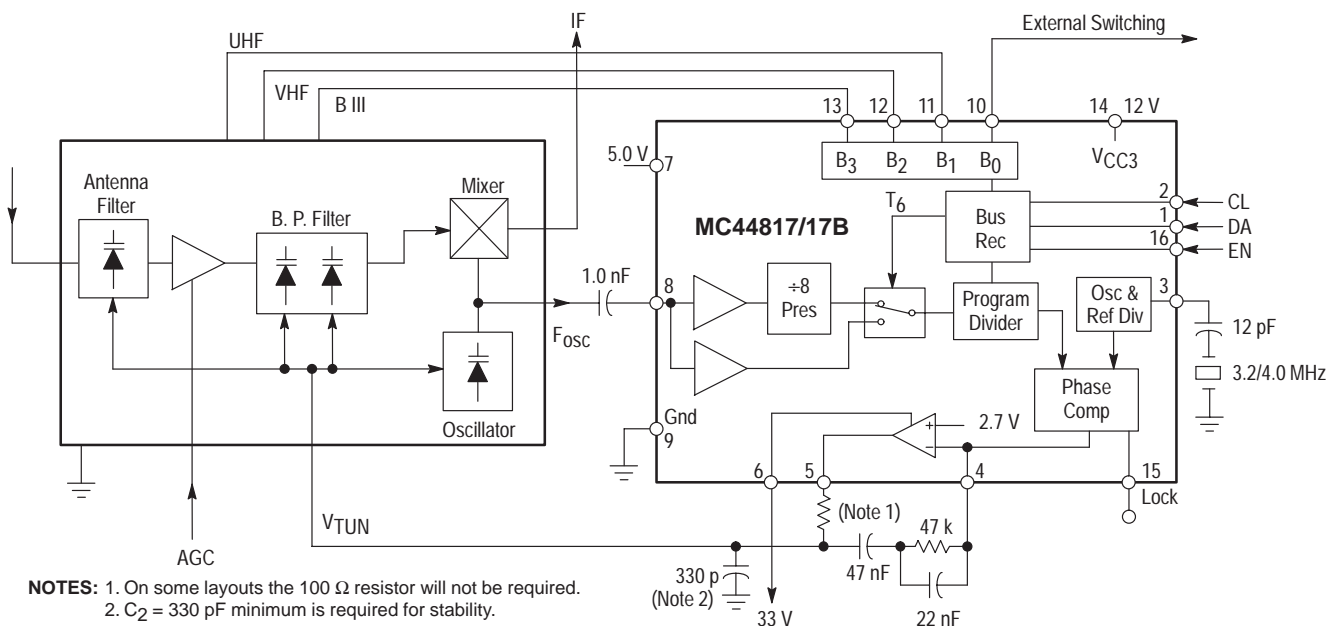 IF
External Switching
UHF
VHF
B III
13
12
11
10
14
12 V
5.0 V
7
B3
B2
B1
B0
VCC3
Antenna
Filter
B. P. Filter
Mixer
MC44817/17B
T6
Bus
Rec
2
CL
1
DA
16
EN
1.0 nF
8
÷8
Pres
Program
Divider
Osc &
Ref Div
3
12 pF
Fosc
3.2/4.0 MHz
Oscillator
Gnd
9
Phase
Comp
+
2.7 V
–
6
5
4
15
Lock
VTUN
(Note 1)
47 k
AGC
47 nF
330 p
(Note 2)
33 V
22 nF
NOTES: 1. On some layouts the 100 Ω resistor will not be required.
2. C2 = 330 pF minimum is required for stability.